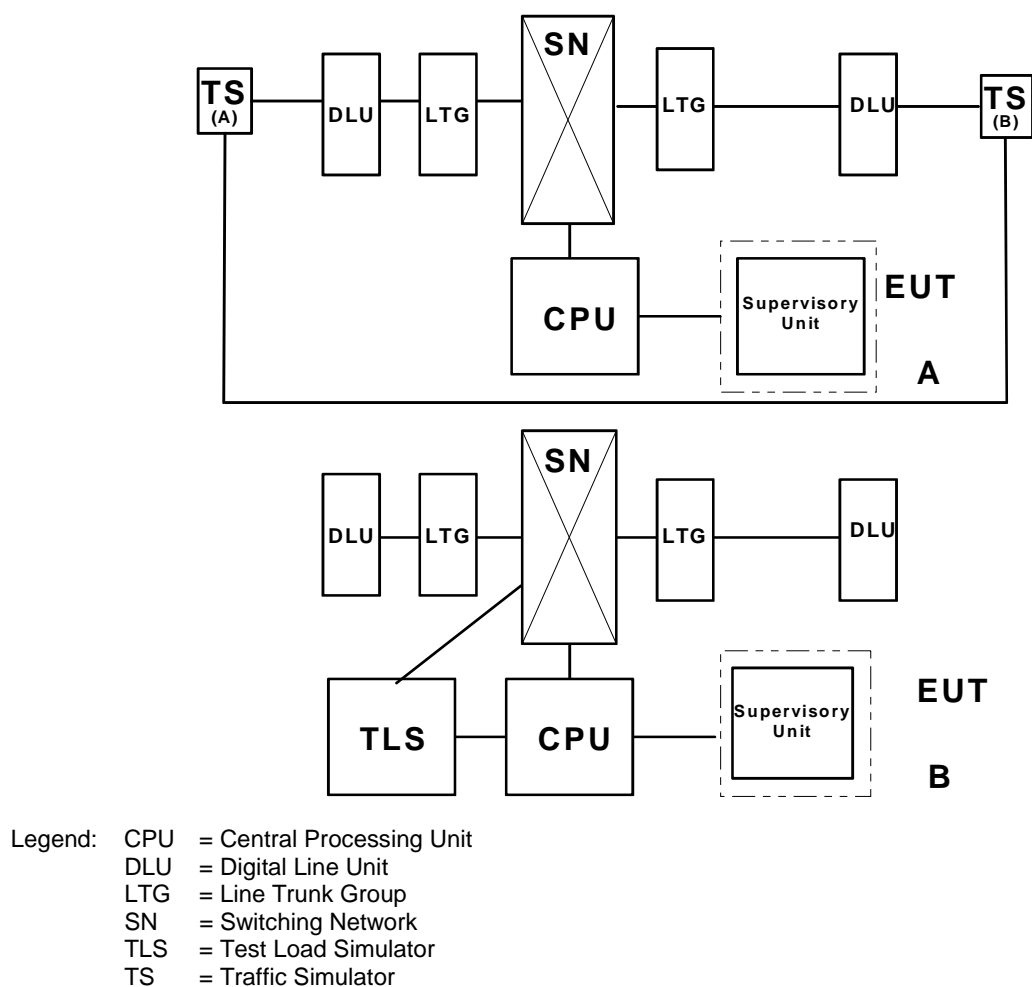 SN
TS
(A)
DLU
LTG
LTG
DLU
TS
(B)
CPU
Supervisory
Unit
EUT
A
SN
DLU
LTG
LTG
DLU
TLS
CPU
Supervisory
Unit
EUT
B
Legend: CPU = Central Processing Unit
DLU = Digital Line Unit
LTG = Line Trunk Group
SN = Switching Network
TLS = Test Load Simulator
TS = Traffic Simulator